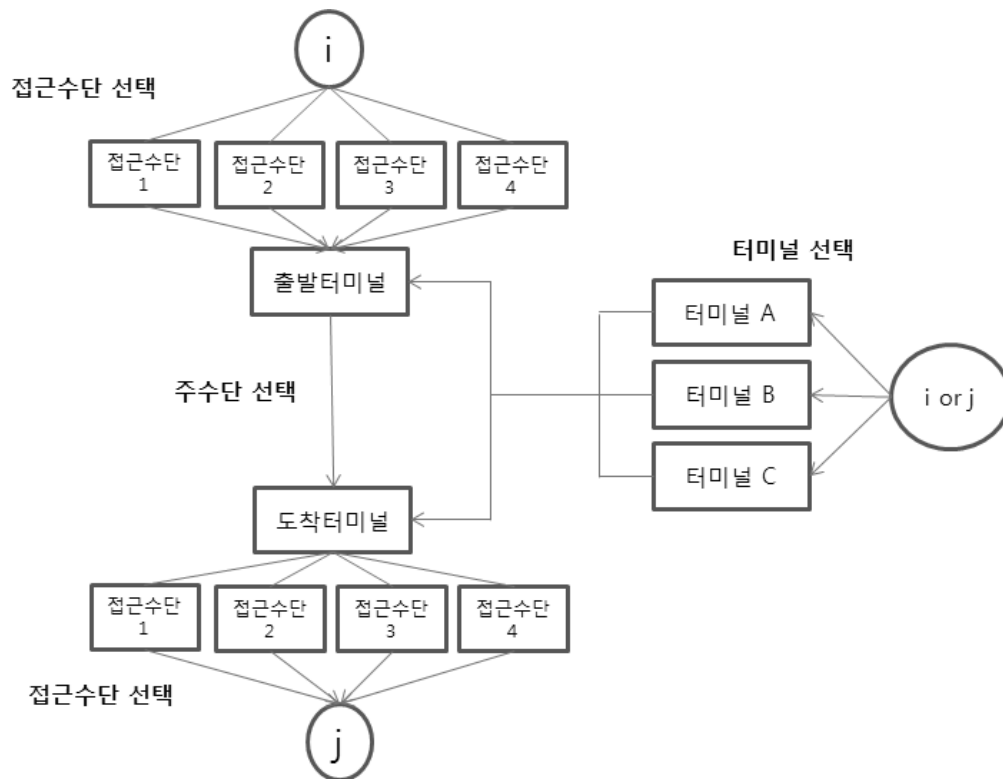 i
접근수단 선택
접근수단
1
접근수단
2
접근수단
3
접근수단
4
출발터미널
터미널 선택
터미널 A
터미널 B
터미널 C
i or j
주수단 선택
도착터미널
접근수단
1
접근수단
2
접근수단
3
접근수단
4
접근수단 선택
j